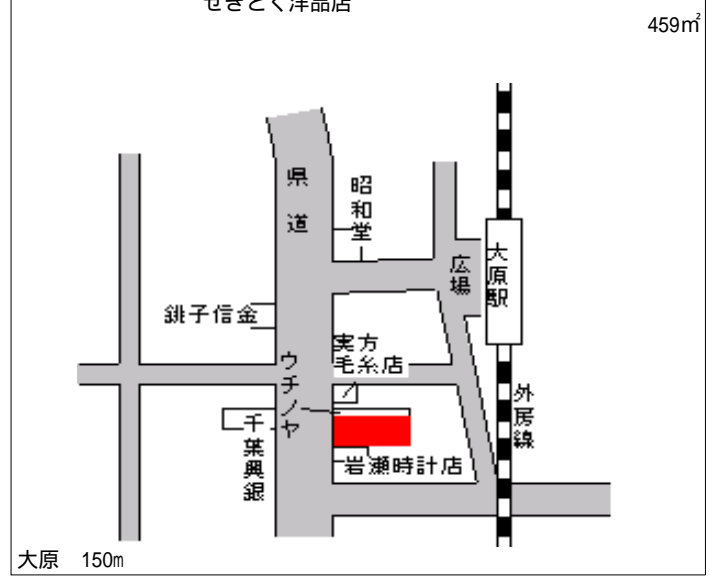 せきとく洋品店
459㎡
県道
昭和堂
大原駅
広場
銚子信金
実方
毛糸店
ウチノヤ
外房線
千葉興銀
岩瀬時計店
大原 150m